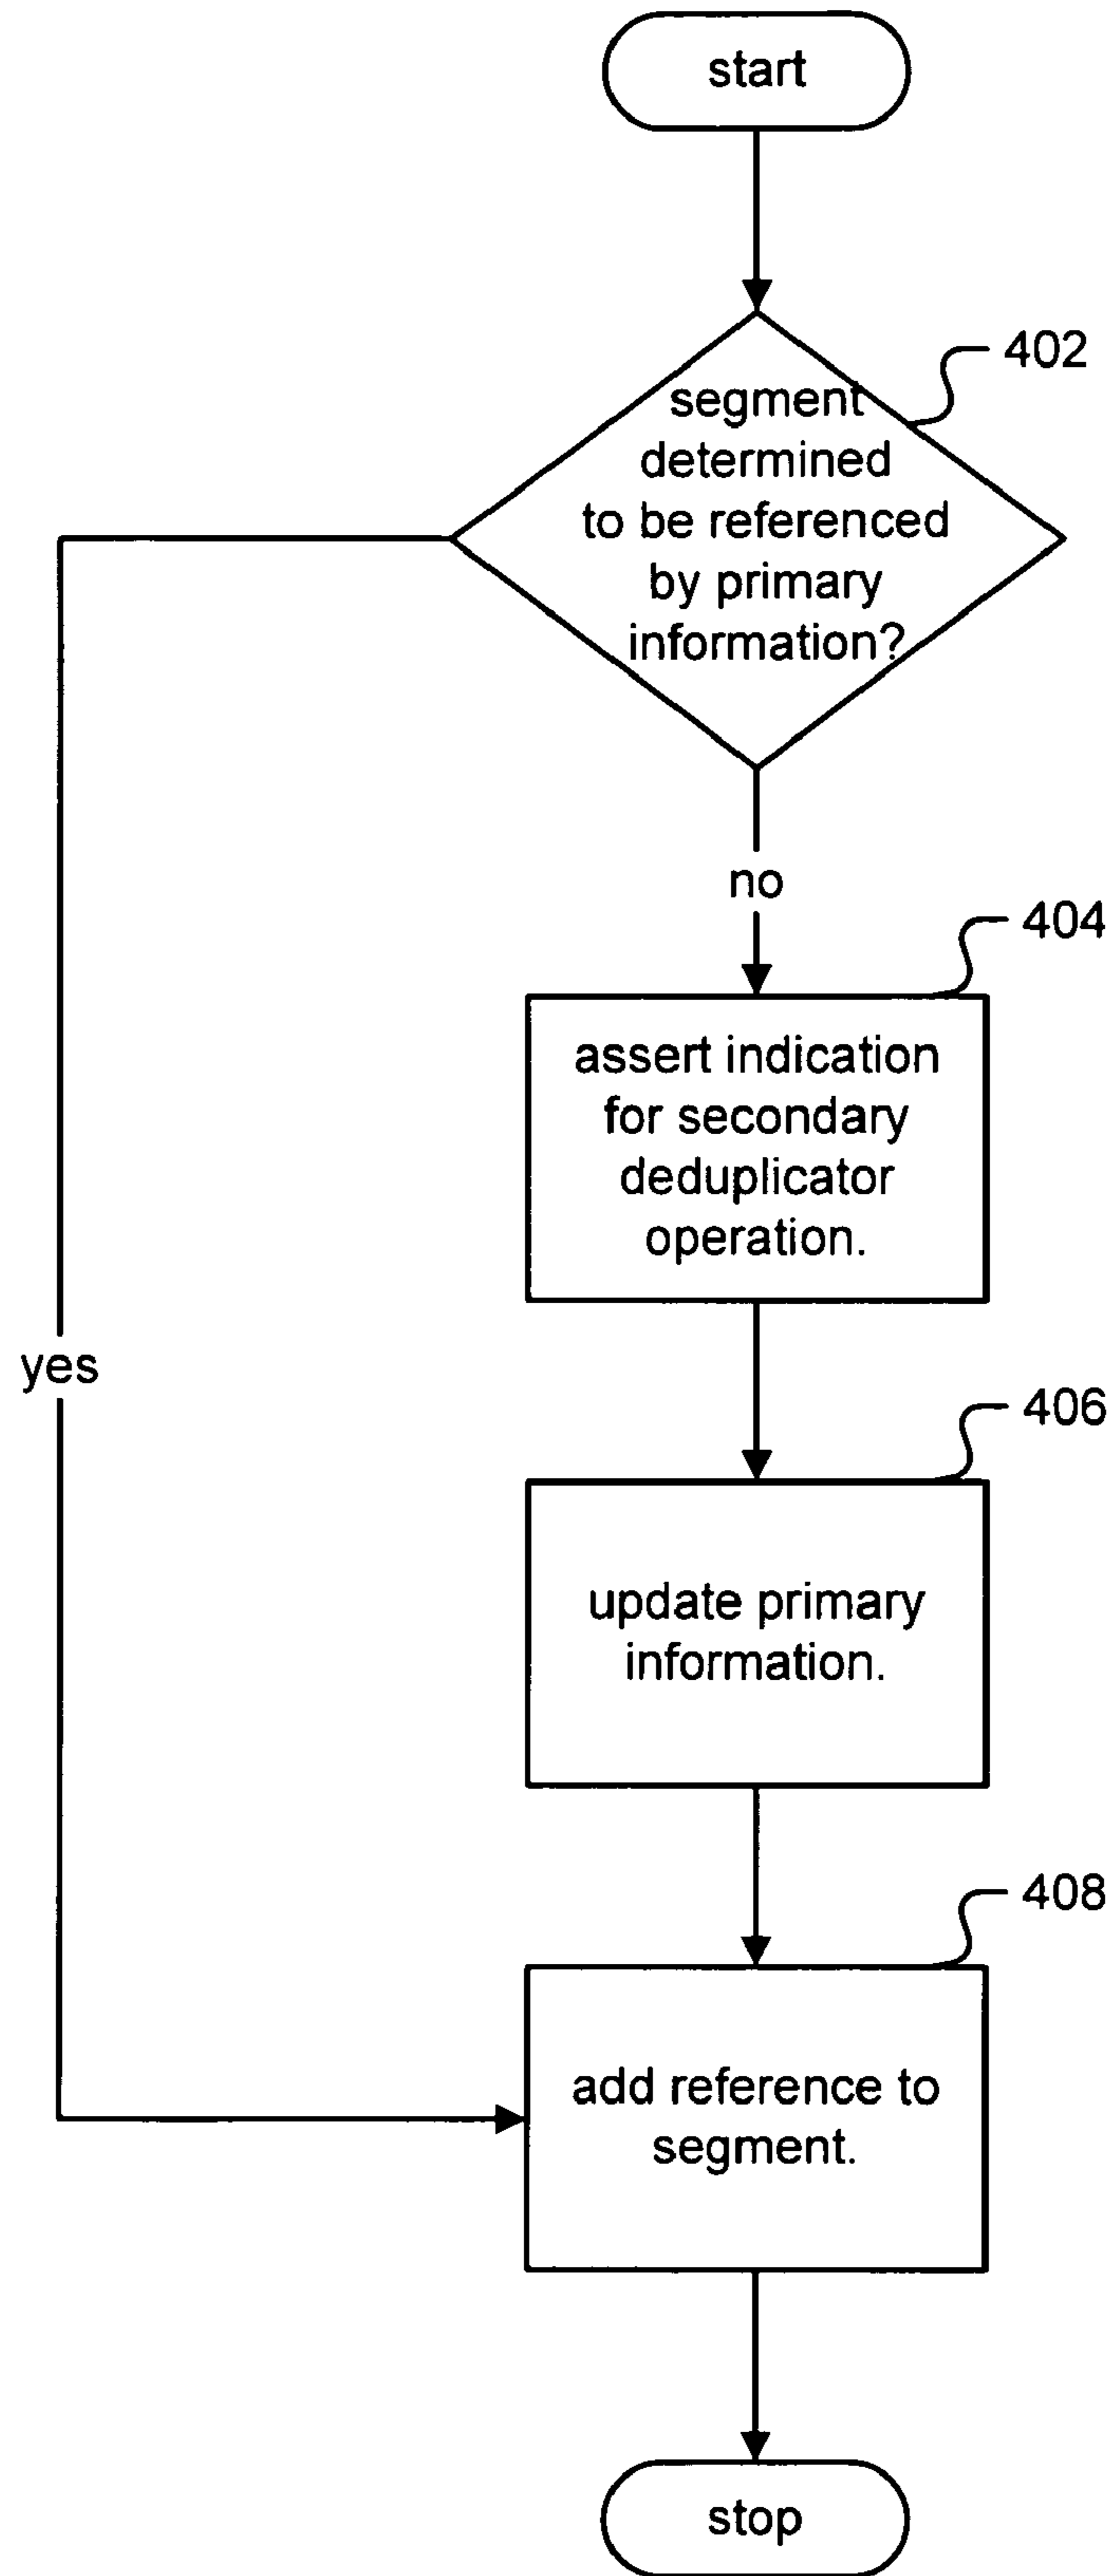 start
402
segment
determined
to be referenced
by primary
information?
no
404
assert indication
for secondary
deduplicator
operation.
yes
406
update primary
information.
408
add reference to
segment.
stop